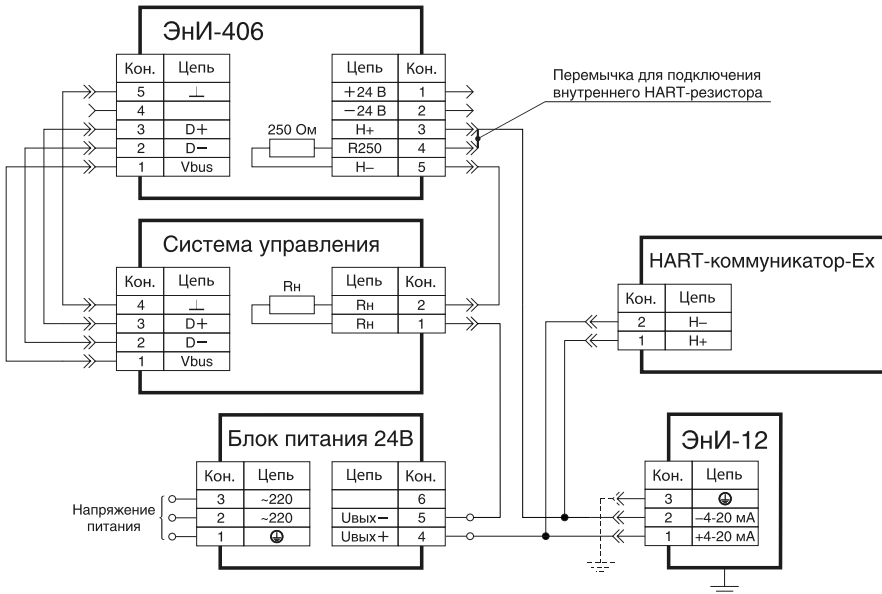 ЭнИ-406
Кон. Цепь
5 ⊥
4
3 D+
2 D−
1 Vbus
250 Ом
Цепь Кон.
+24 В 1
−24 В 2
H+ 3
R250 4
H− 5
Перемычка для подключения
внутреннего HART-резистора
Система управления
Кон. Цепь
4 ⊥
3 D+
2 D−
1 Vbus
Rн
Цепь Кон.
Rн 2
Rн 1
HART-коммуникатор-Ex
Кон. Цепь
2 H−
1 H+
Блок питания 24В
Напряжение
питания
Кон. Цепь
3 ~220
2 ~220
1
Цепь Кон.
6
Uвых− 5
Uвых+ 4
ЭнИ-12
Кон. Цепь
3
2 −4-20 мА
1 +4-20 мА